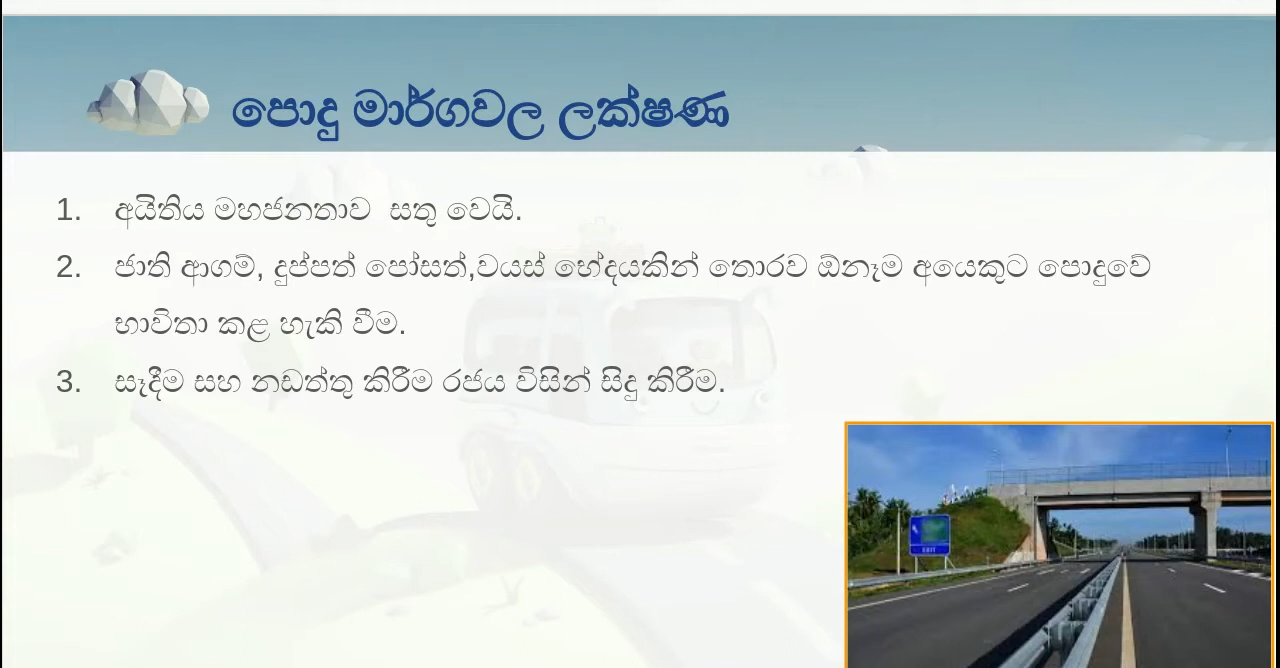 පොදු මාර්ගවල ලක්ෂණ
1. අයිතිය මහජනතාව සතු වෙයි.
2. ජාති ආගම්, දුප්පත් පෝසත්,වයස් භේදයකින් තොරව ඕනෑම අයෙකුට පොදුවේ
භාවිතා කළ හැකි වීම.
3. සෑදීම සහ නඩත්තු කිරීම රජය විසින් සිදු කිරීම.
EXIT